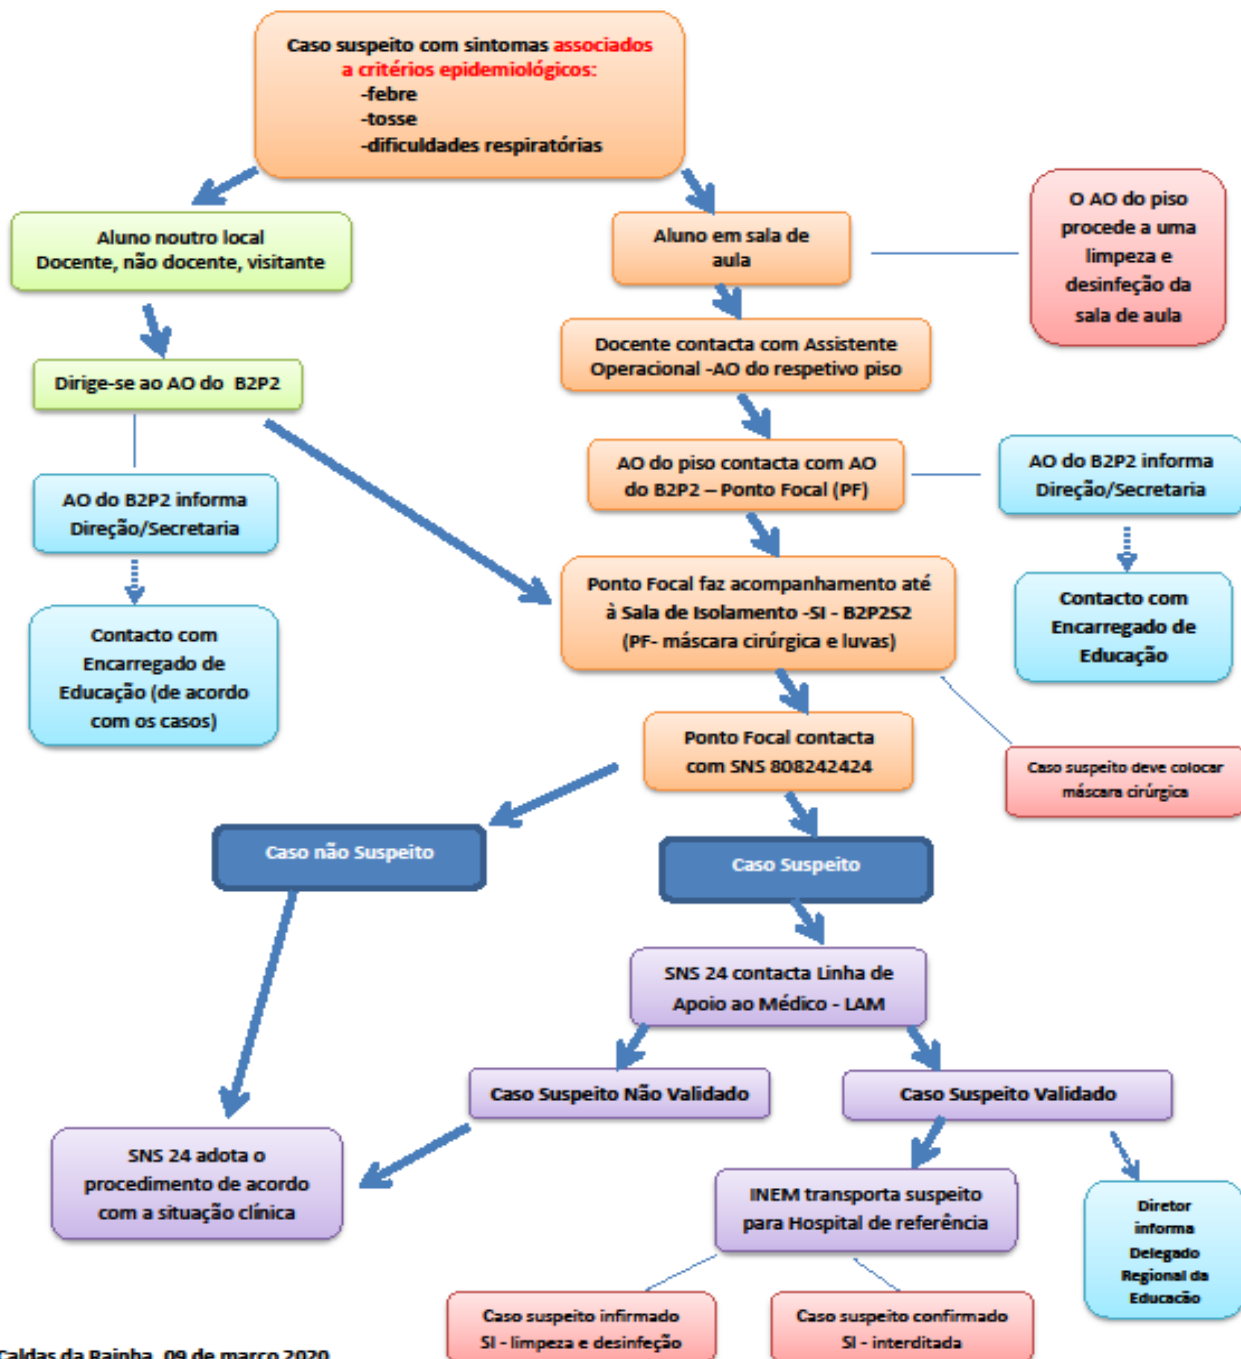 Caso suspeito com sintomas associados
a critérios epidemiológicos:
-febre
-tosse
-dificuldades respiratórias
Aluno noutro local
Docente, não docente, visitante
Aluno em sala de
aula
O AO do piso
procede a uma
limpeza e
desinfeção da
sala de aula
Docente contacta com Assistente
Operacional -AO do respetivo piso
Dirige-se ao AO do B2P2
AO do piso contacta com AO
do B2P2 – Ponto Focal (PF)
AO do B2P2 informa
Direção/Secretaria
AO do B2P2 informa
Direção/Secretaria
Ponto Focal faz acompanhamento até
à Sala de Isolamento -SI - B2P2S2
(PF- máscara cirúrgica e luvas)
Contacto com
Encarregado de
Educação
Contacto com
Encarregado de
Educação (de acordo
com os casos)
Ponto Focal contacta
com SNS 808242424
Caso suspeito deve colocar
máscara cirúrgica
Caso não Suspeito
Caso Suspeito
SNS 24 contacta Linha de
Apoio ao Médico - LAM
Caso Suspeito Não Validado
Caso Suspeito Validado
SNS 24 adota o
procedimento de acordo
com a situação clínica
INEM transporta suspeito
para Hospital de referência
Diretor
informa
Delegado
Regional da
Educacão
Caso suspeito infirmado
SI - limpeza e desinfeção
Caso suspeito confirmado
SI - interditada
Caldas da Rainha, 09 de março 2020